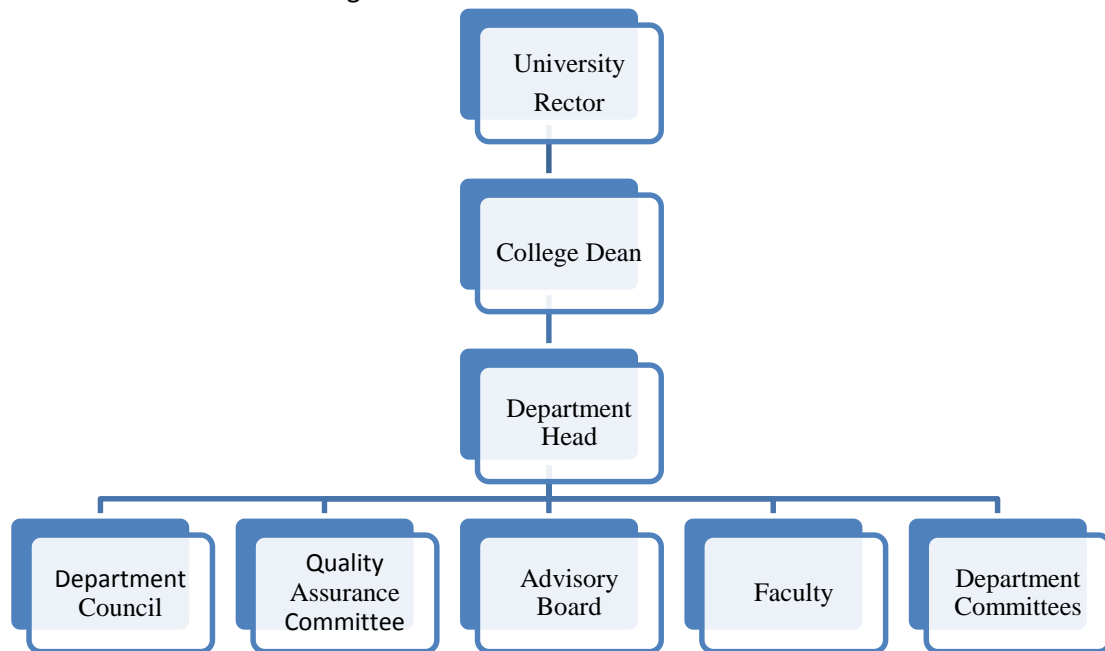 University
Rector
College Dean
Department
Head
Department
Council
Quality
Assurance
Committee
Advisory
Board
Faculty
Department
Committees